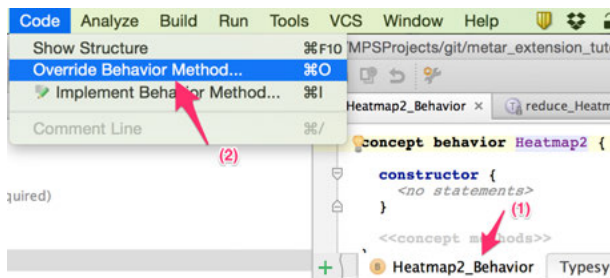 Code Analyze Build Run Tools VCS Window Help
Show Structure ⌘F10
Override Behavior Method... ⌘O
Implement Behavior Method... ⌘I
Comment Line ⌘/
(2)
quired)
MPSProjects/git/metar_extension_tut
Heatmap2_Behavior × reduce_Heatm
concept behavior Heatmap2 {
constructor {
<no statements>
}
(1)
<<concept methods>>
Heatmap2_Behavior Typesy